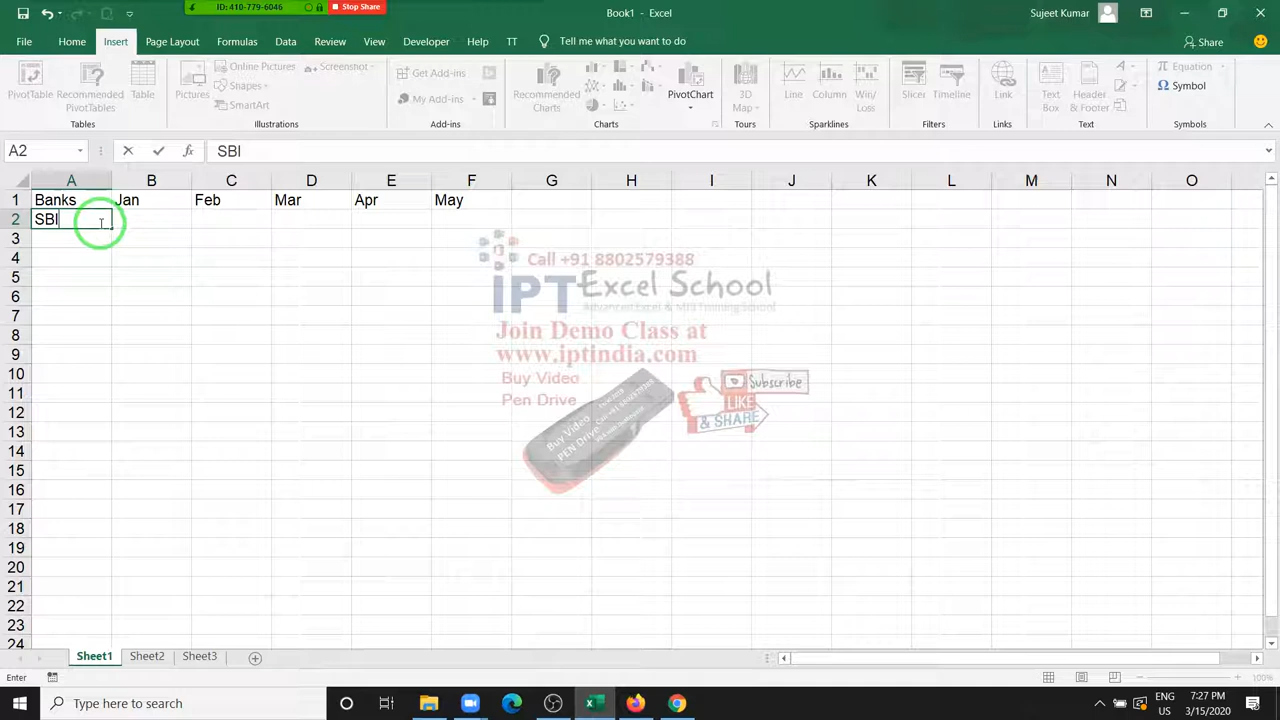 ID: 410-779-6046 Stop Share
Book1 - Excel
Sujeet Kumar
File Home Insert Page Layout Formulas Data Review View Developer Help TT Tell me what you want to do Share
PivotTable
Recommended PivotTables
Table
Tables
Pictures
Online Pictures
Shapes
SmartArt
Screenshot
Illustrations
Get Add-ins
My Add-ins
Add-ins
Recommended Charts
PivotChart
Charts
3D Map
Tours
Line
Column
Win/Loss
Sparklines
Slicer
Timeline
Filters
Link
Links
Text Box
Header & Footer
Text
Equation
Symbol
Symbols
A2 fx SBI
A B C D E F G H I J K L M N O
1 Banks Jan Feb Mar Apr May
2 SBI
3
4
5
6
7
8
9
10
11
12
13
14
15
16
17
18
19
20
21
22
23
24
Call +91 8802579388
IPT Excel School
Advanced Excel & MIS Training School
Join Demo Class at
www.iptindia.com
Buy Video
Pen Drive
Buy Video
PEN Drive
Subscribe
LIKE
& SHARE
Sheet1 Sheet2 Sheet3
Enter
100%
Type here to search
ENG
US
7:27 PM
3/15/2020